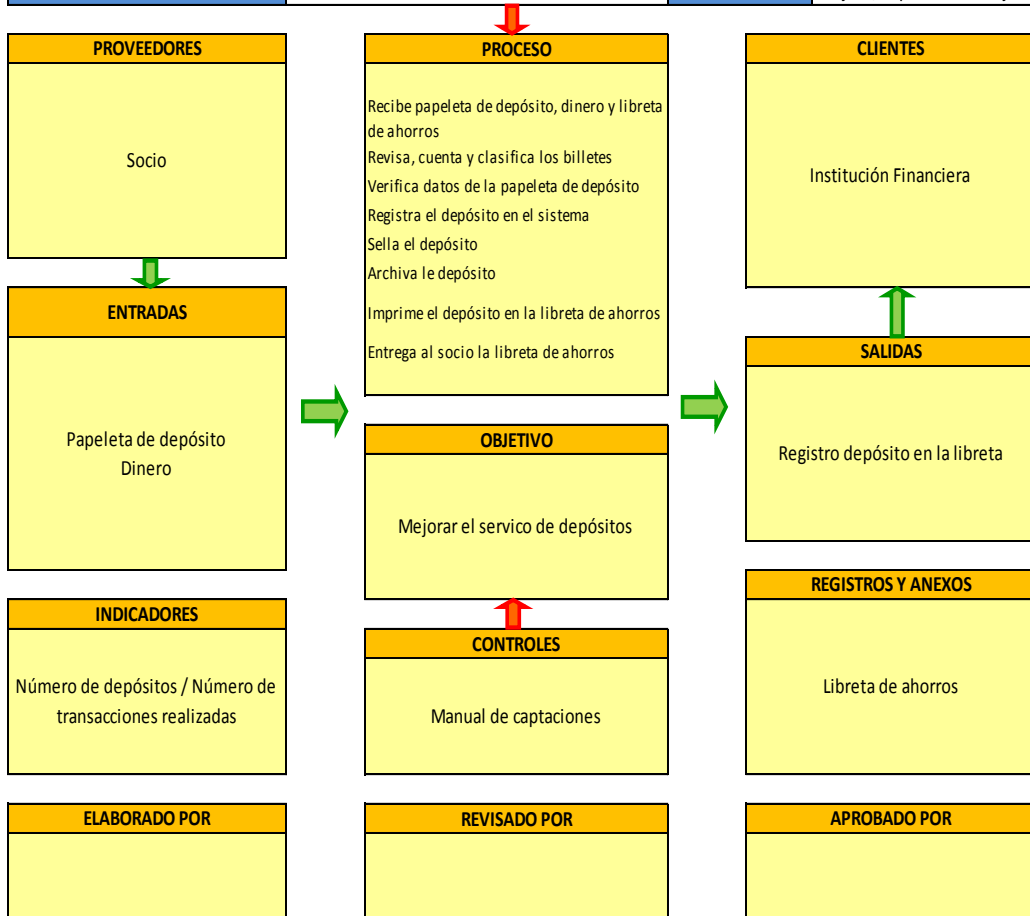 PROVEEDORES
Socio
ENTRADAS
Papeleta de depósito
Dinero
INDICADORES
Número de depósitos / Número de
transacciones realizadas
ELABORADO POR
PROCESO
Recibe papeleta de depósito, dinero y libreta
de ahorros
Revisa, cuenta y clasifica los billetes
Verifica datos de la papeleta de depósito
Registra el depósito en el sistema
Sella el depósito
Archiva le depósito
Imprime el depósito en la libreta de ahorros
Entrega al socio la libreta de ahorros
OBJETIVO
Mejorar el servico de depósitos
CONTROLES
Manual de captaciones
REVISADO POR
CLIENTES
Institución Financiera
SALIDAS
Registro depósito en la libreta
REGISTROS Y ANEXOS
Libreta de ahorros
APROBADO POR